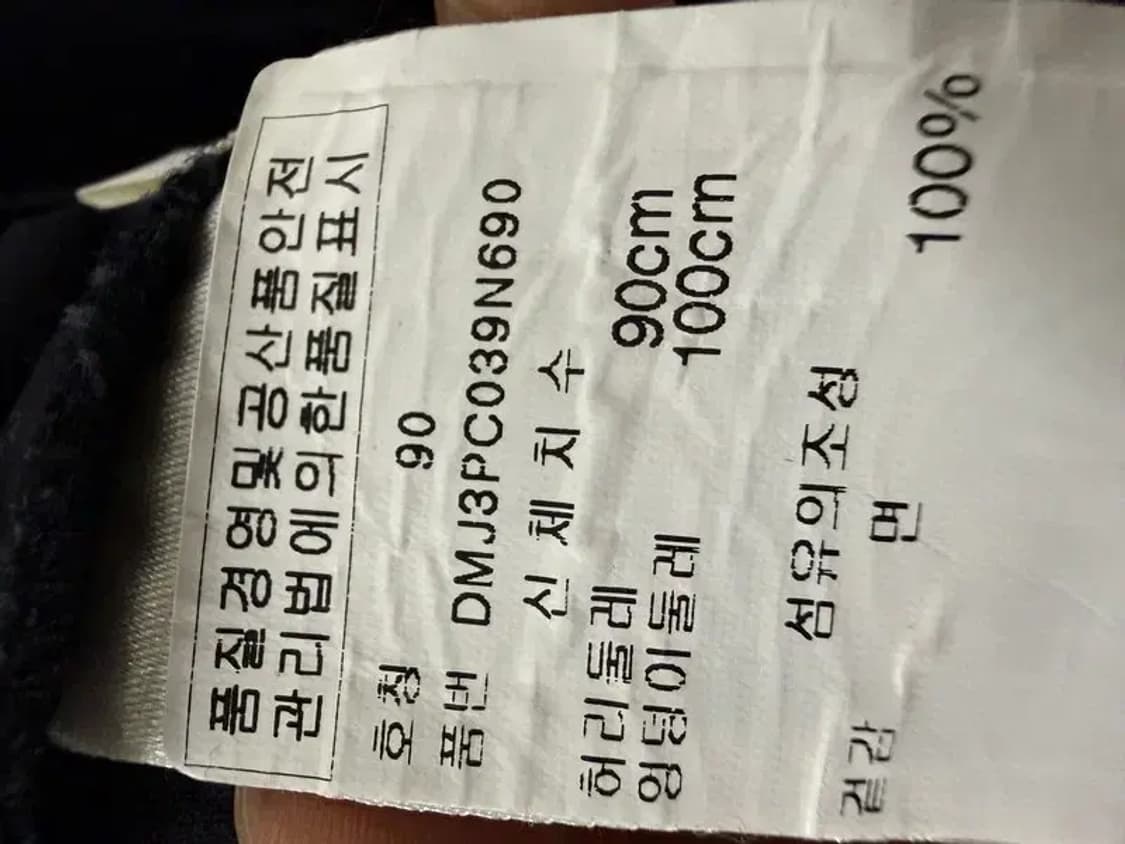 품질경영및공산품안전
관리법에의한품질표시
호칭 90
품번 DMJ3PC039N690
신체치수
허리둘레 90cm
엉덩이둘레 100cm
섬유의조성
겉감 면 100%